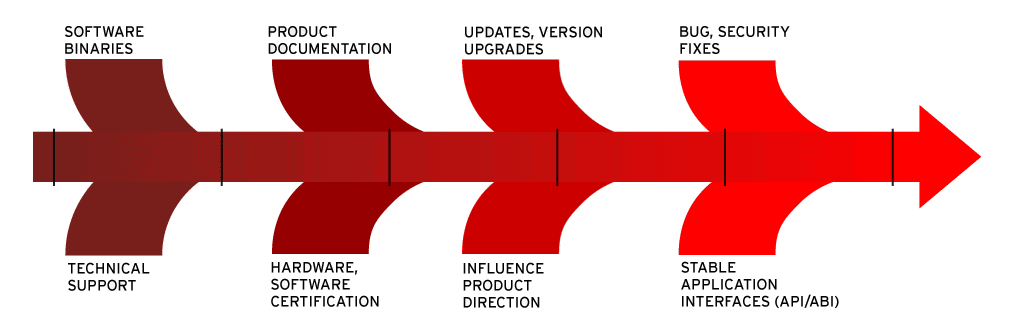 SOFTWARE
BINARIES
PRODUCT
DOCUMENTATION
UPDATES, VERSION
UPGRADES
BUG, SECURITY
FIXES
TECHNICAL
SUPPORT
HARDWARE,
SOFTWARE
CERTIFICATION
INFLUENCE
PRODUCT
DIRECTION
STABLE
APPLICATION
INTERFACES (API/ABI)